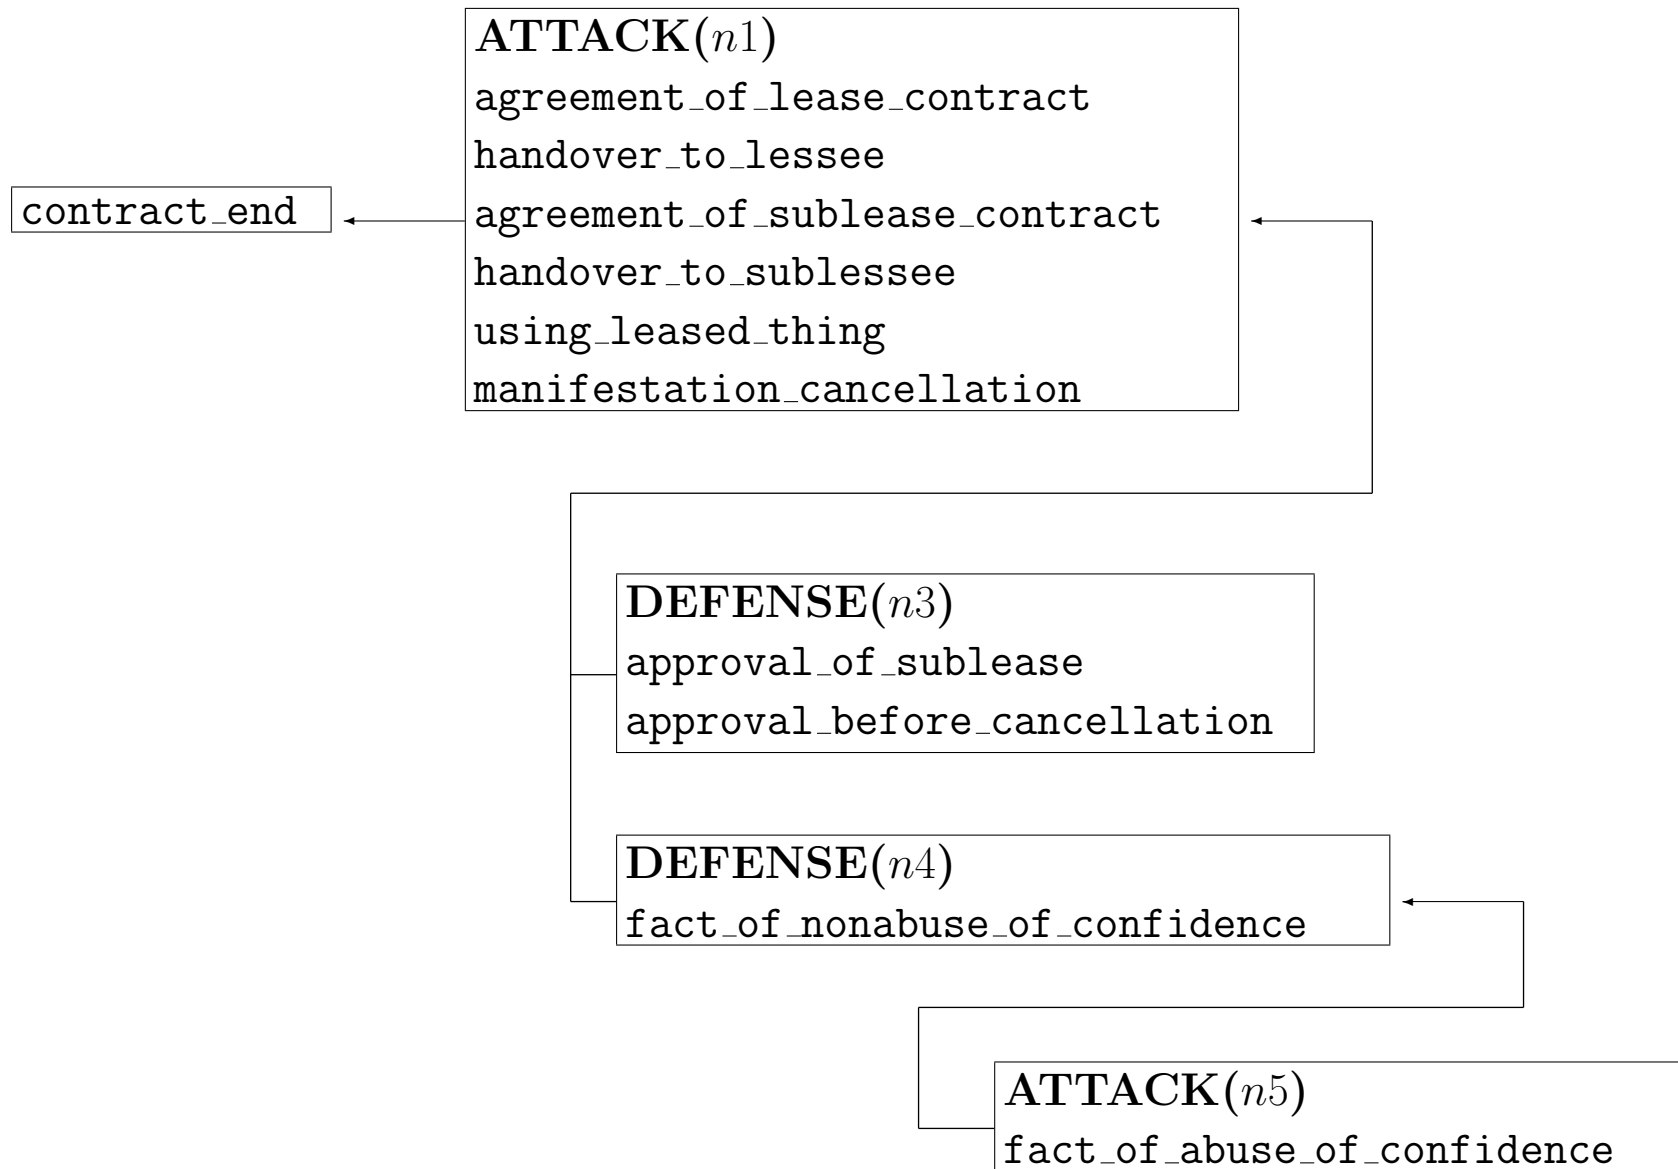 ATTACK(n1)
agreement_of_lease_contract
handover_to_lessee
contract_end
agreement_of_sublease_contract
handover_to_sublessee
using_leased_thing
manifestation_cancellation
DEFENSE(n3)
approval_of_sublease
approval_before_cancellation
DEFENSE(n4)
fact_of_nonabuse_of_confidence
ATTACK(n5)
fact_of_abuse_of_confidence